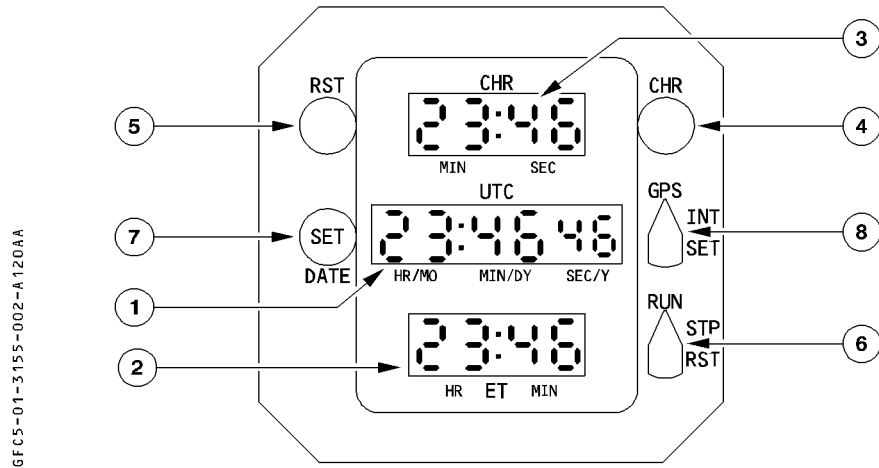 3
RST
CHR
CHR
23:46
5
4
MIN
SEC
UTC
GPS
INT
SET
7
SET
23:46 46
8
DATE
HR/MO
MIN/DY
SEC/Y
1
RUN
STP
RST
23:46
2
6
HR
ET
MIN
GFC5-01-3155-002-A120AA